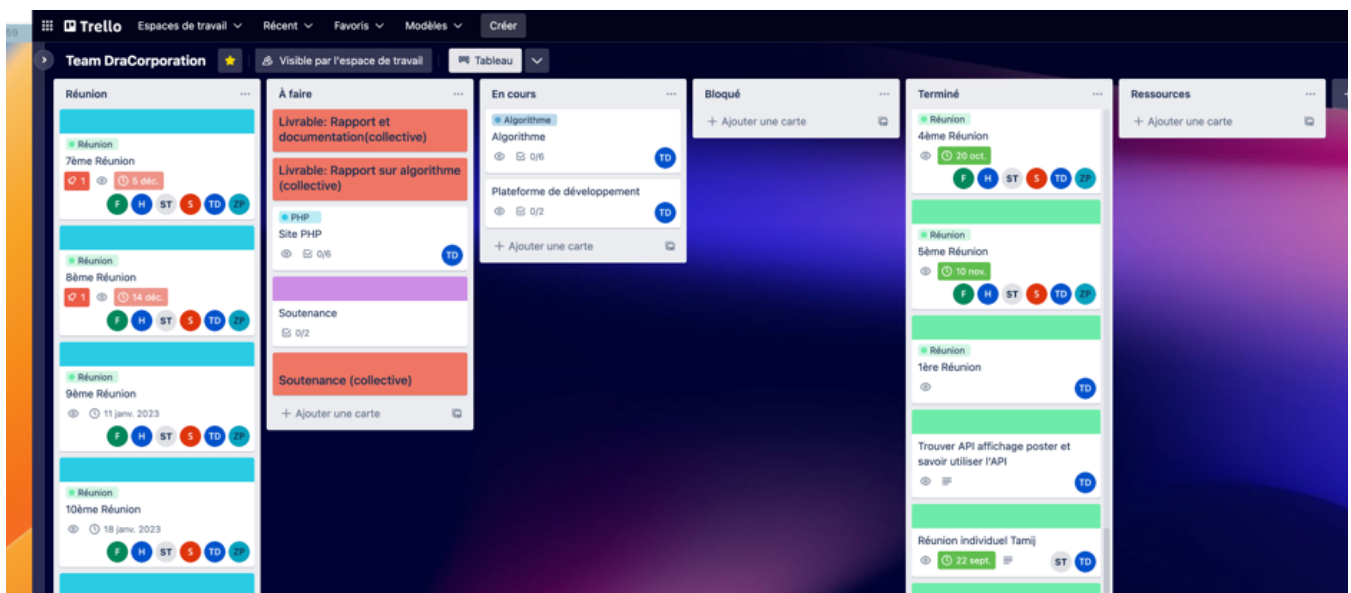 59
Trello Espaces de travail Récent Favoris Modèles Créer
Team DraCorporation Visible par l'espace de travail Tableau
Réunion
Réunion
7ème Réunion
1 5 déc.
F H ST S TD ZP
Réunion
8ème Réunion
1 14 déc.
F H ST S TD ZP
Réunion
9ème Réunion
11 janv. 2023
F H ST S TD ZP
Réunion
10ème Réunion
18 janv. 2023
F H ST S TD ZP
À faire
Livrable: Rapport et
documentation(collective)
Livrable: Rapport sur algorithme
(collective)
PHP
Site PHP
0/6 TD
Soutenance
0/2
Soutenance (collective)
+ Ajouter une carte
En cours
Algorithme
Algorithme
0/6 TD
Plateforme de développement
0/2 TD
+ Ajouter une carte
Bloqué
+ Ajouter une carte
Terminé
Réunion
4ème Réunion
20 oct.
F H ST S TD ZP
Réunion
5ème Réunion
10 nov.
F H ST S TD ZP
Réunion
1ère Réunion
TD
Trouver API affichage poster et
savoir utiliser l'API
TD
Réunion individuel Tamij
22 sept. ST TD
Ressources
+ Ajouter une carte